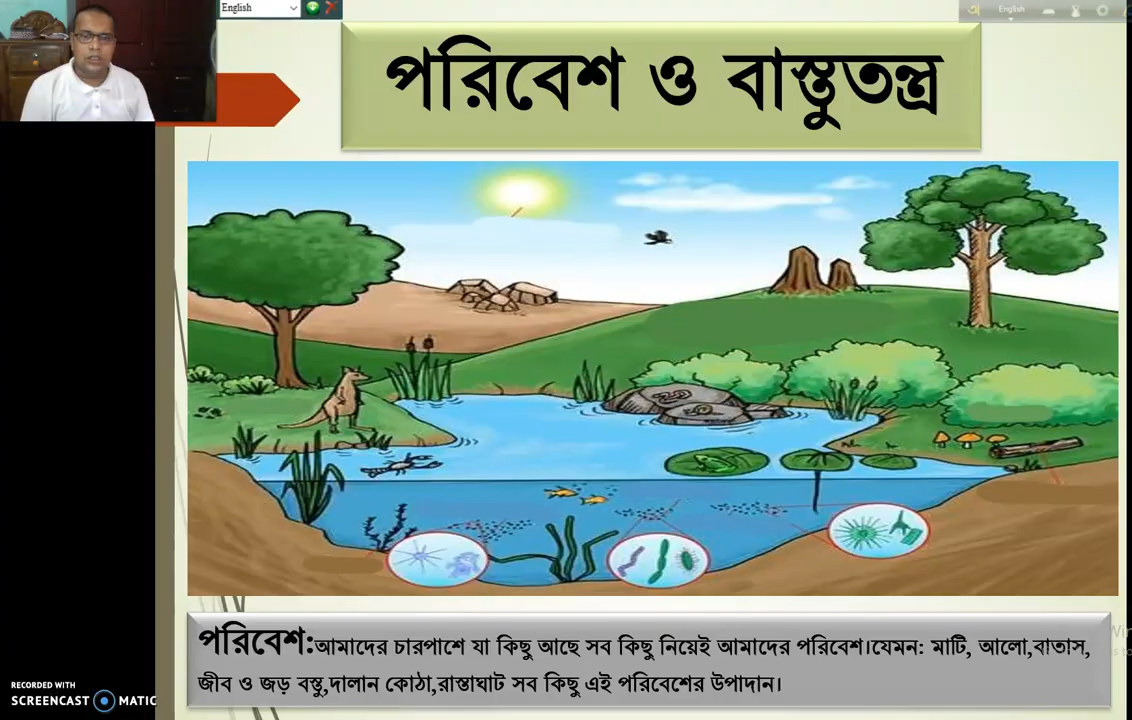 English
English
পরিবেশ ও বাস্তুতন্ত্র
পরিবেশ:আমাদের চারপাশে যা কিছু আছে সব কিছু নিয়েই আমাদের পরিবেশ।যেমন: মাটি, আলো,বাতাস,
জীব ও জড় বস্তু,দালান কোঠা,রাস্তাঘাট সব কিছু এই পরিবেশের উপাদান।
RECORDED WITH
SCREENCAST MATIC